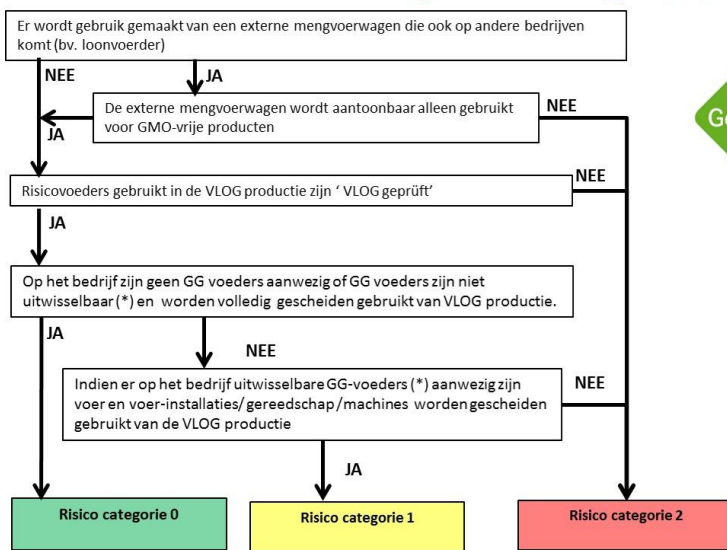 Er wordt gebruik gemaakt van een externe mengvoerwagen die ook op andere bedrijven
komt (bv. loonvoerder)
NEE
JA
De externe mengvoerwagen wordt aantoonbaar alleen gebruikt
voor GMO-vrije producten
NEE
JA
Risicovoeders gebruikt in de VLOG productie zijn ‘ VLOG geprüft’
NEE
JA
Op het bedrijf zijn geen GG voeders aanwezig of GG voeders zijn niet
uitwisselbaar (*) en worden volledig gescheiden gebruikt van VLOG productie.
JA
NEE
Indien er op het bedrijf uitwisselbare GG-voeders (*) aanwezig zijn
voer en voer-installaties/ gereedschap /machines worden gescheiden
gebruikt van de VLOG productie
NEE
JA
Risico categorie 0
Risico categorie 1
Risico categorie 2